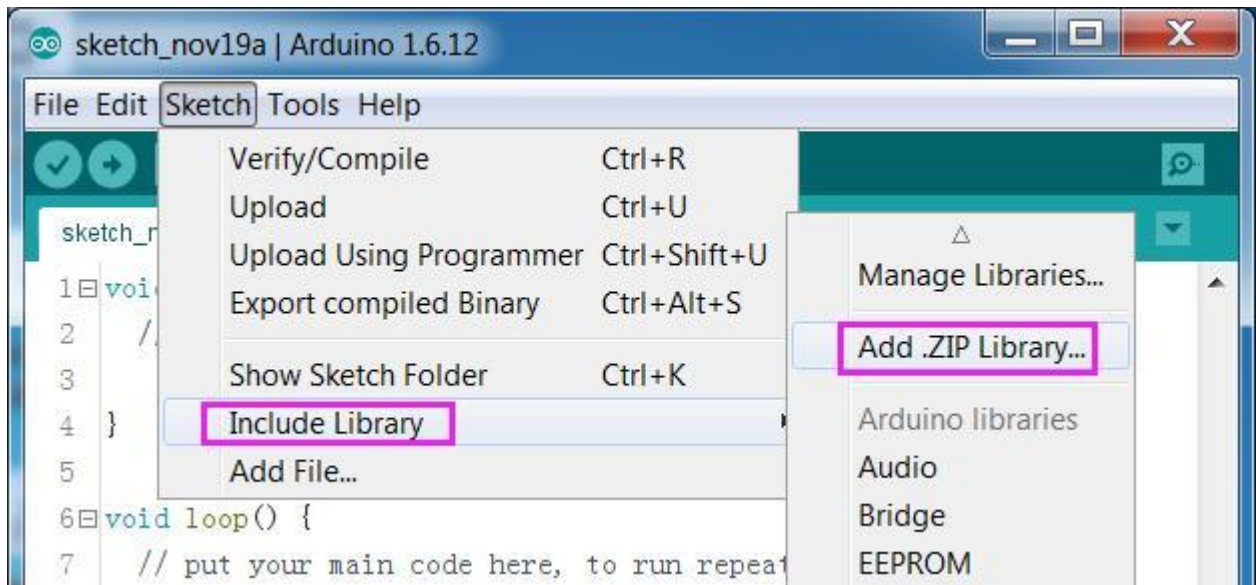 sketch_nov19a | Arduino 1.6.12
File Edit Sketch Tools Help
Verify/Compile Ctrl+R
Upload Ctrl+U
Upload Using Programmer Ctrl+Shift+U
Export compiled Binary Ctrl+Alt+S
Show Sketch Folder Ctrl+K
Include Library
Add File...
Manage Libraries...
Add .ZIP Library...
Arduino libraries
Audio
Bridge
EEPROM
sketch_n
1 voi
2 //
3
4 }
5
6 void loop() {
7 // put your main code here, to run repeat